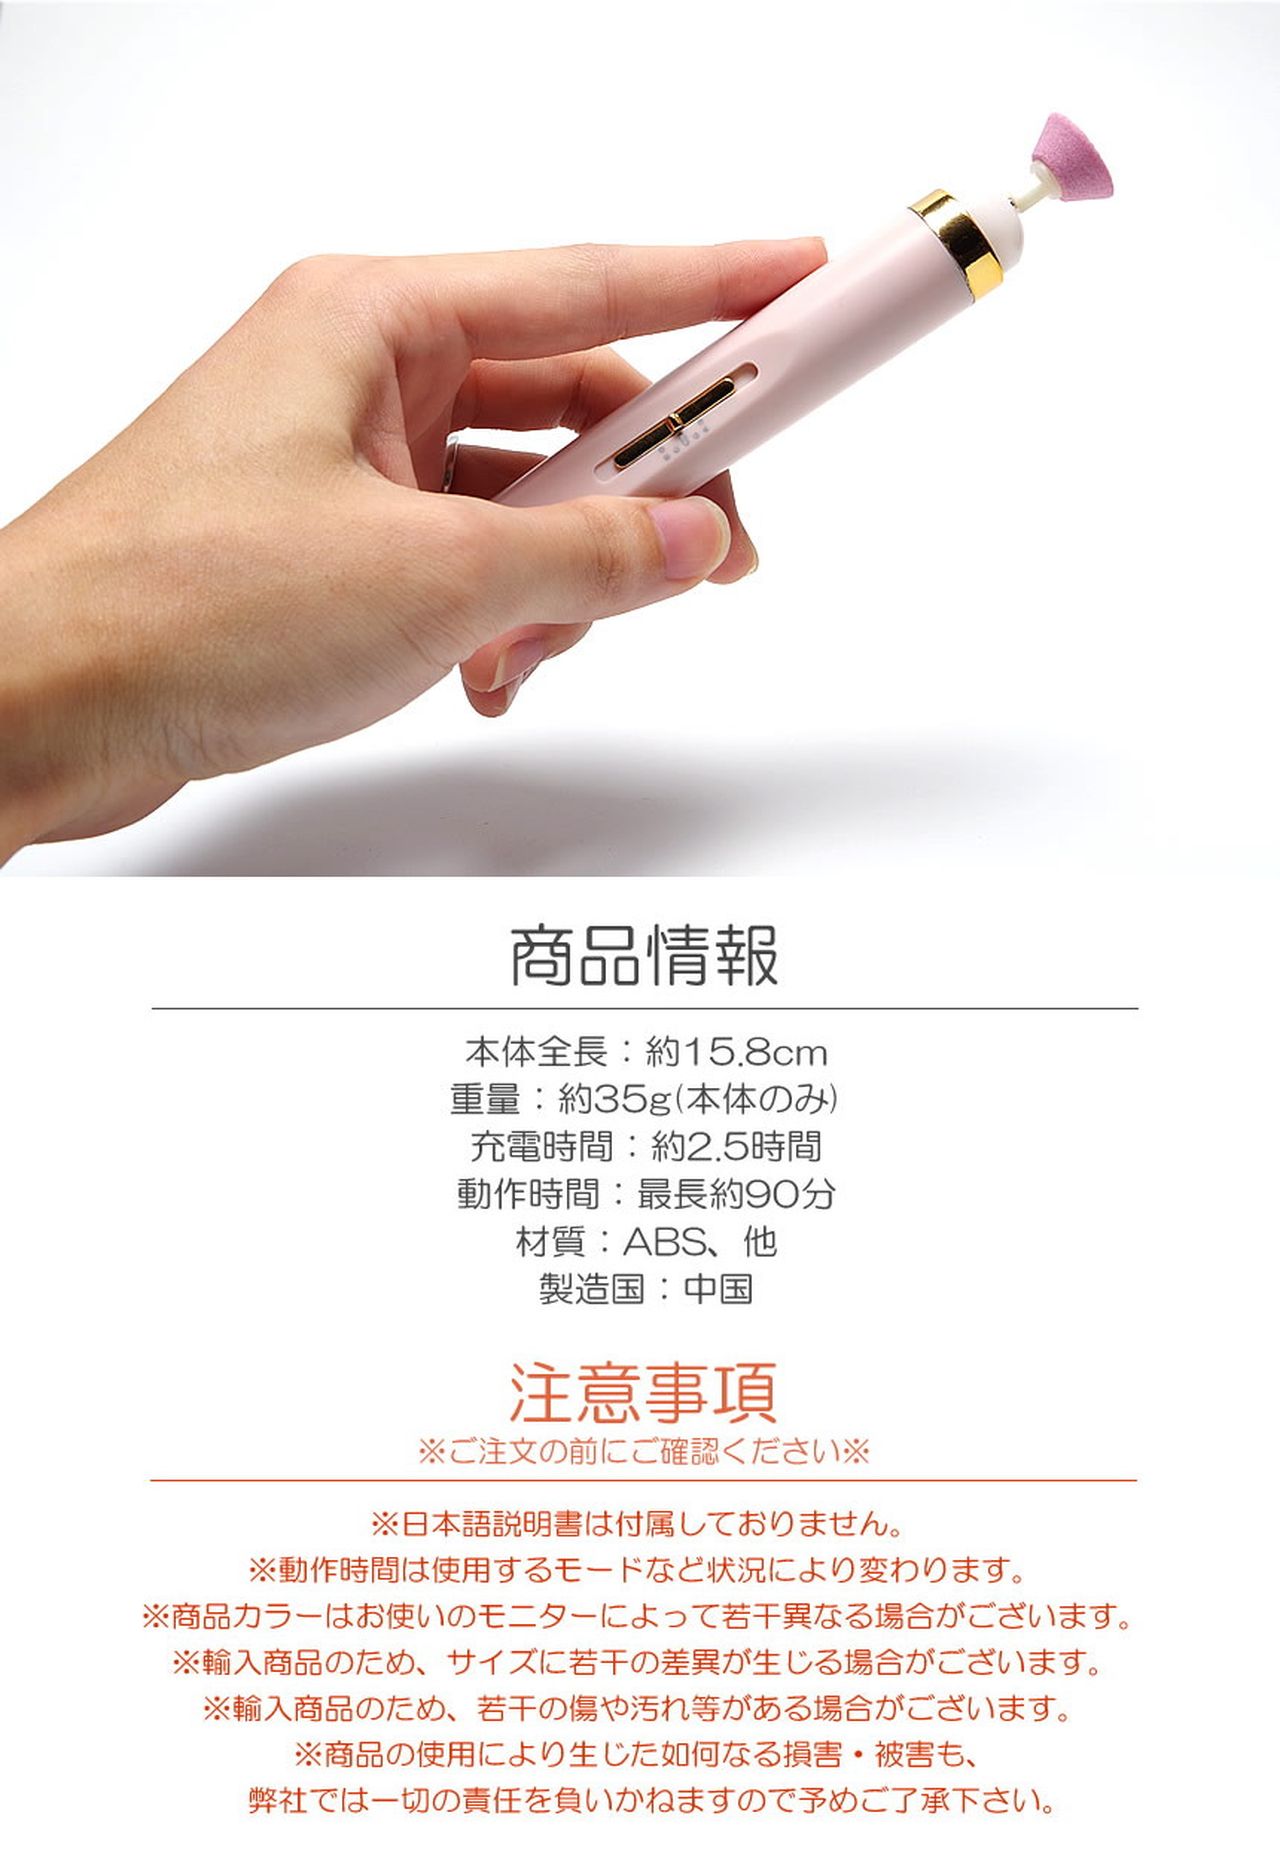 商品情報
本体全長：約15.8cm
重量：約35g(本体のみ)
充電時間：約2.5時間
動作時間：最長約90分
材質：ABS、他
製造国：中国
注意事項
※ご注文の前にご確認ください※
※日本語説明書は付属しておりません。
※動作時間は使用するモードなど状況により変わります。
※商品カラーはお使いのモニターによって若干異なる場合がございます。
※輸入商品のため、サイズに若干の差異が生じる場合がございます。
※輸入商品のため、若干の傷や汚れ等がある場合がございます。
※商品の使用により生じた如何なる損害・被害も、
弊社では一切の責任を負いかねますので予めご了承下さい。